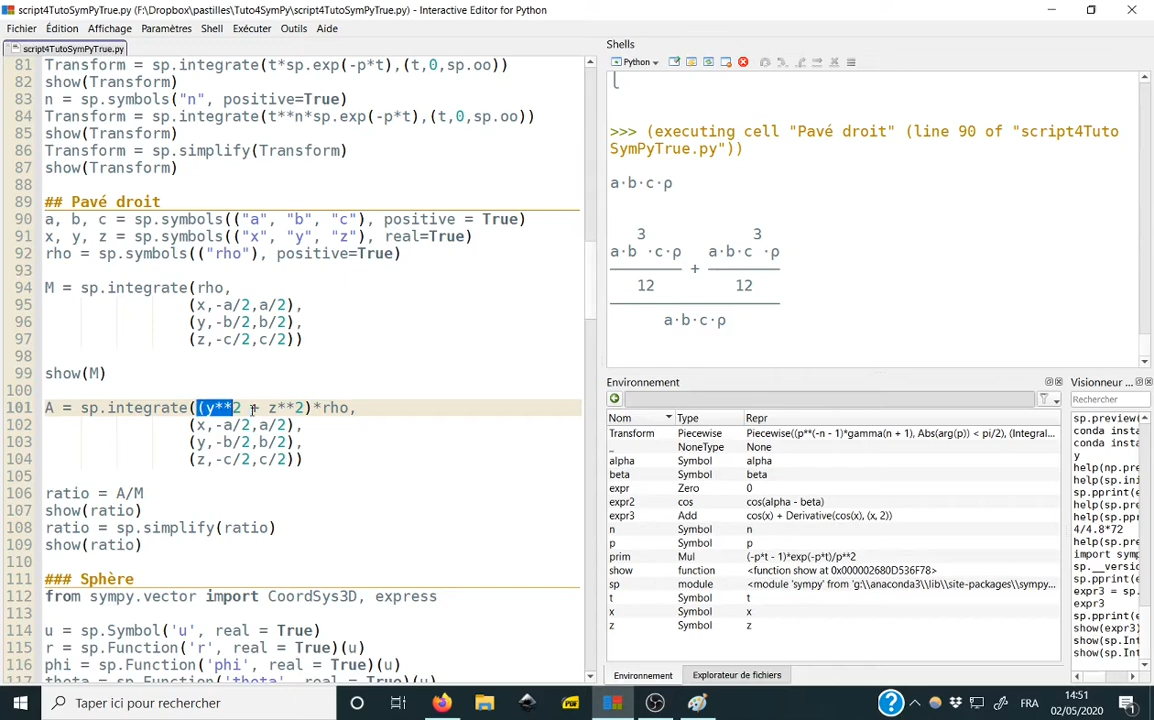 script4TutoSymPyTrue.py (F:\Dropbox\pastilles\Tuto4SymPy\script4TutoSymPyTrue.py) - Interactive Editor for Python
Fichier Édition Affichage Paramètres Shell Exécuter Outils Aide
script4TutoSymPyTrue.py
81 Transform = sp.integrate(t*sp.exp(-p*t),(t,0,sp.oo))
82 show(Transform)
83 n = sp.symbols("n", positive=True)
84 Transform = sp.integrate(t**n*sp.exp(-p*t),(t,0,sp.oo))
85 show(Transform)
86 Transform = sp.simplify(Transform)
87 show(Transform)
88
89 ## Pavé droit
90 a, b, c = sp.symbols(("a", "b", "c"), positive = True)
91 x, y, z = sp.symbols(("x", "y", "z"), real=True)
92 rho = sp.symbols(("rho"), positive=True)
93
94 M = sp.integrate(rho,
95 (x,-a/2,a/2),
96 (y,-b/2,b/2),
97 (z,-c/2,c/2))
98
99 show(M)
100
101 A = sp.integrate((y**2 + z**2)*rho,
102 (x,-a/2,a/2),
103 (y,-b/2,b/2),
104 (z,-c/2,c/2))
105
106 ratio = A/M
107 show(ratio)
108 ratio = sp.simplify(ratio)
109 show(ratio)
110
111 ### Sphère
112 from sympy.vector import CoordSys3D, express
113
114 u = sp.Symbol('u', real = True)
115 r = sp.Function('r', real = True)(u)
116 phi = sp.Function('phi', real = True)(u)
117 theta = sp.Function('theta', real = True)(u)
Shells
Python
⎩
>>> (executing cell "Pavé droit" (line 90 of "script4Tuto
SymPyTrue.py"))
a·b·c·ρ
3 3
a·b ·c·ρ a·b·c ·ρ
──────── + ────────
12 12
───────────────────
a·b·c·ρ
Environnement
Nom Type Repr
Transform Piecewise Piecewise((p**(-n - 1)*gamma(n + 1), Abs(arg(p)) < pi/2), (Integral...
_ NoneType None
alpha Symbol alpha
beta Symbol beta
expr Zero 0
expr2 cos cos(alpha - beta)
expr3 Add cos(x) + Derivative(cos(x), (x, 2))
n Symbol n
p Symbol p
prim Mul (-p*t - 1)*exp(-p*t)/p**2
show function <function show at 0x000002680D536F78>
sp module <module 'sympy' from 'g:\\anaconda3\\lib\\site-packages\\sympy...
t Symbol t
x Symbol x
z Symbol z
Environnement Explorateur de fichiers
Visionneur
Rechercher
sp.preview(
conda insta
conda insta
y
help(np.pre
help(sp.ini
sp.pprint(e
help(sp.pre
help(sp.ppr
4/4.8*72
help(sp.pre
import symp
sp.__versio
sp.pprint(e
expr3 = sp.
expr3
sp.pprint(e
show(expr3)
show(sp.Int
show(sp.Int
Taper ici pour rechercher
FRA
14:51
02/05/2020
1